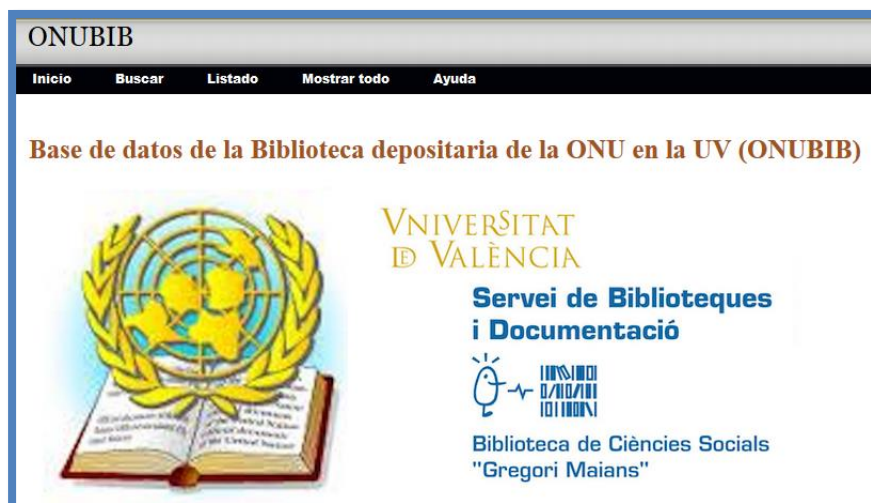 ONUBIB
Inicio Buscar Listado Mostrar todo Ayuda
Base de datos de la Biblioteca depositaria de la ONU en la UV (ONUBIB)
VNIVERSITAT
DE VALÈNCIA
Servei de Biblioteques
i Documentació
Biblioteca de Ciències Socials
"Gregori Maians"